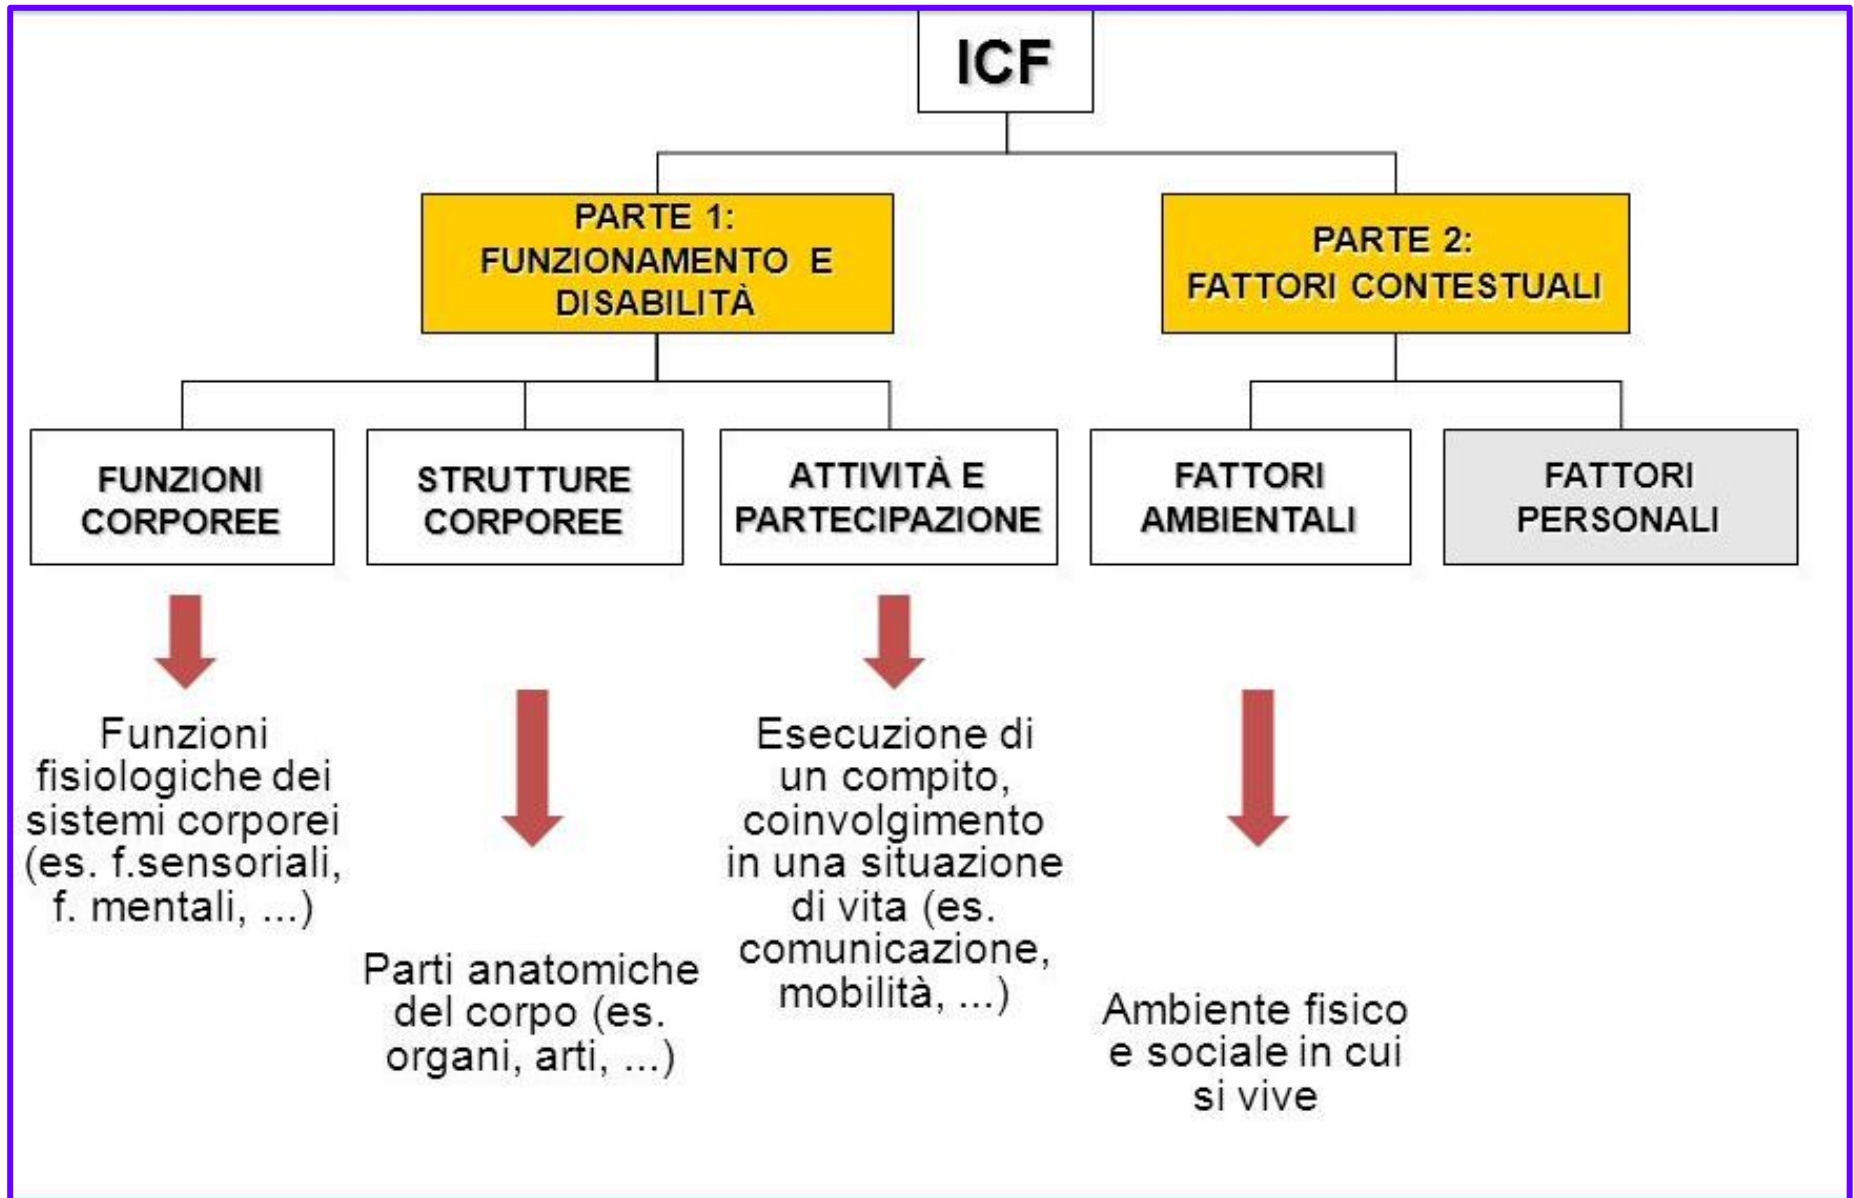 ICF
PARTE 1:
FUNZIONAMENTO E
DISABILITÀ
PARTE 2:
FATTORI CONTESTUALI
FUNZIONI
CORPOREE
STRUTTURE
CORPOREE
ATTIVITÀ E
PARTECIPAZIONE
FATTORI
AMBIENTALI
FATTORI
PERSONALI
Funzioni
fisiologiche dei
sistemi corporei
(es. f.sensoriali,
f. mentali, ...)
Parti anatomiche
del corpo (es.
organi, arti, ...)
Esecuzione di
un compito,
coinvolgimento
in una situazione
di vita (es.
comunicazione,
mobilità, ...)
Ambiente fisico
e sociale in cui
si vive